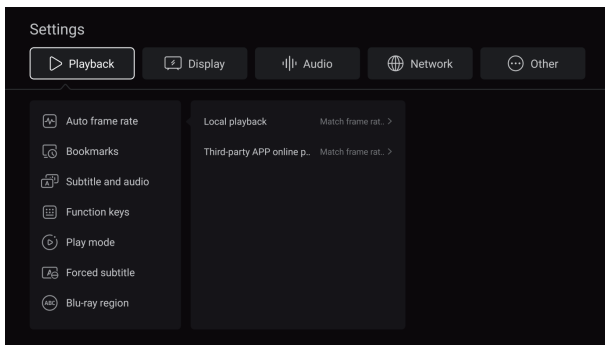 Settings
Playback
Display
Audio
Network
Other
Auto frame rate
Bookmarks
Subtitle and audio
Function keys
Play mode
Forced subtitle
ABC Blu-ray region
Local playback Match frame rat..
Third-party APP online p.. Match frame rat..